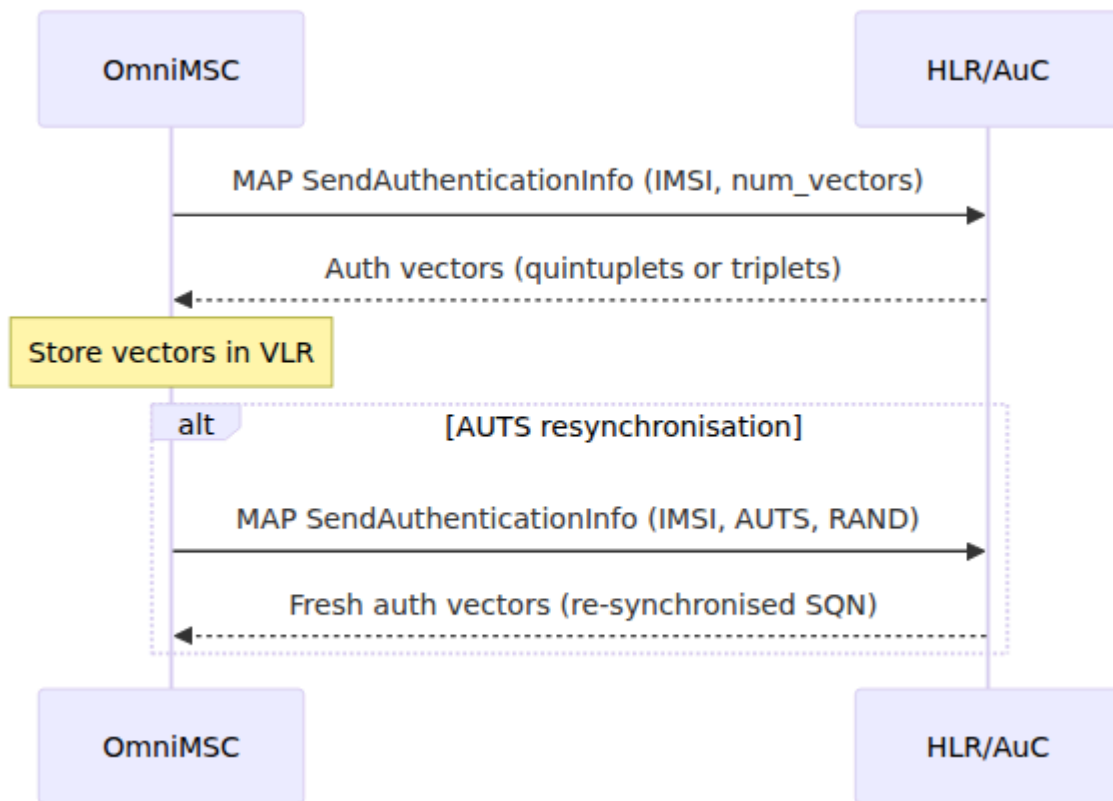 OmniMSC
HLR/AuC
MAP SendAuthenticationInfo (IMSI, num_vectors)
Auth vectors (quintuplets or triplets)
Store vectors in VLR
alt
[AUTS resynchronisation]
MAP SendAuthenticationInfo (IMSI, AUTS, RAND)
Fresh auth vectors (re-synchronised SQN)
OmniMSC
HLR/AuC